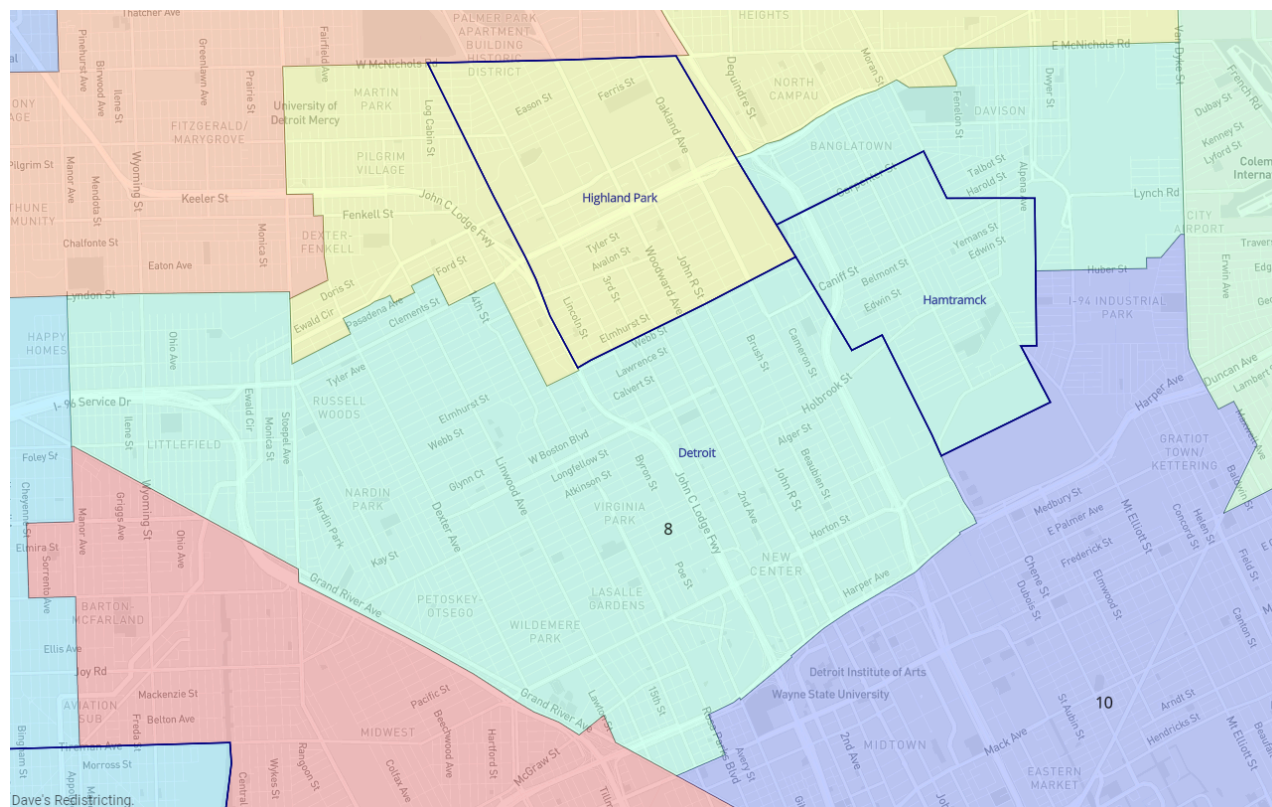 Thatcher Ave
PALMER PARK
APARTMENT
BUILDING
HISTORIC
DISTRICT
HEIGHTS
E McNichols Rd
Van Dyke St
Pinehurst Ave
Birwood Ave
Ilene St
Greenlawn Ave
Prairie St
Fairfield Ave
W McNichols Rd
MARTIN
PARK
University of
Detroit Mercy
Log Cabin St
Eason St
Ferris St
Oakland Ave
Dequindre St
NORTH
CAMPAU
Moran St
Fenelon St
Dwyer St
DAVISON
French Rd
Dubay St
Kenney St
Lyford St
Colem
Internat
FITZGERALD/
MARYGROVE
PILGRIM
VILLAGE
BANGLATOWN
Carpenter St
Talbot St
Harold St
Alpena Ave
Lynch Rd
Pilgrim St
Manor Ave
Mendota St
Wyoming St
Keeler St
Monica St
John C Lodge Fwy
Fenkell St
Highland Park
CITY
AIRPORT
Chalfonte St
Eaton Ave
DEXTER-
FENKELL
Ford St
Doris St
Tyler St
Avalon St
3rd St
Woodward Ave
John R St
Yemans St
Edwin St
Caniff St
Belmont St
Edwin St
Hamtramck
Huber St
Erwin Ave
Travers
I-94 INDUSTRIAL
PARK
Lyndon St
Ewald Cir
Pasadena Ave
Clements St
4th St
Lincoln St
Elmhurst St
Webb St
Lawrence St
Calvert St
Brush St
Cameron St
Holbrook St
HAPPY
HOMES
Ohio Ave
Tyler Ave
I- 96 Service Dr
Ilene St
LITTLEFIELD
Ewald Cir
Monica St
Stoepel Ave
RUSSELL
WOODS
Elmhurst St
Webb St
W Boston Blvd
Longfellow St
Atkinson St
Glynn Ct
Linwood Ave
Dexter Ave
Byron St
Detroit
John C Lodge Fwy
Alger St
Beaubien St
John R St
2nd Ave
Horton St
Harper Ave
Duncan Ave
Lambert St
Maxwell Ave
Baldwin St
GRATIOT
TOWN/
KETTERING
Foley St
Cheyenne St
Manor Ave
Griggs Ave
Wyoming St
Ohio Ave
Elmira St
Sorrento Ave
NARDIN
PARK
Nardin Park
Kay St
VIRGINIA
PARK
8
Poe St
NEW
CENTER
Harper Ave
Medbury St
E Palmer Ave
Frederick St
Mt Elliott St
Concord St
Helen St
Field St
Chene St
Dubois St
Elmwood St
Canton St
Grand River Ave
PETOSKEY-
OTSEGO
LASALLE
GARDENS
WILDEMERE
PARK
BARTON-
MCFARLAND
Ellis Ave
Joy Rd
Mackenzie St
Belton Ave
Freda St
AVIATION
SUB
Tireman Ave
Morross St
Bingham St
Pacific St
Grand River Ave
Lawton St
15th St
Rosa Parks Blvd
Avery St
Detroit Institute of Arts
Wayne State University
2nd Ave
MIDTOWN
10
St Aubin St
Mack Ave
EASTERN
MARKET
Arndt St
Hendricks St
Mt Elliott St
MIDWEST
Beechwood Ave
Hartford St
McGraw St
Rangoon St
Wykes St
Central
Colfax Ave
Dave's Redistricting.